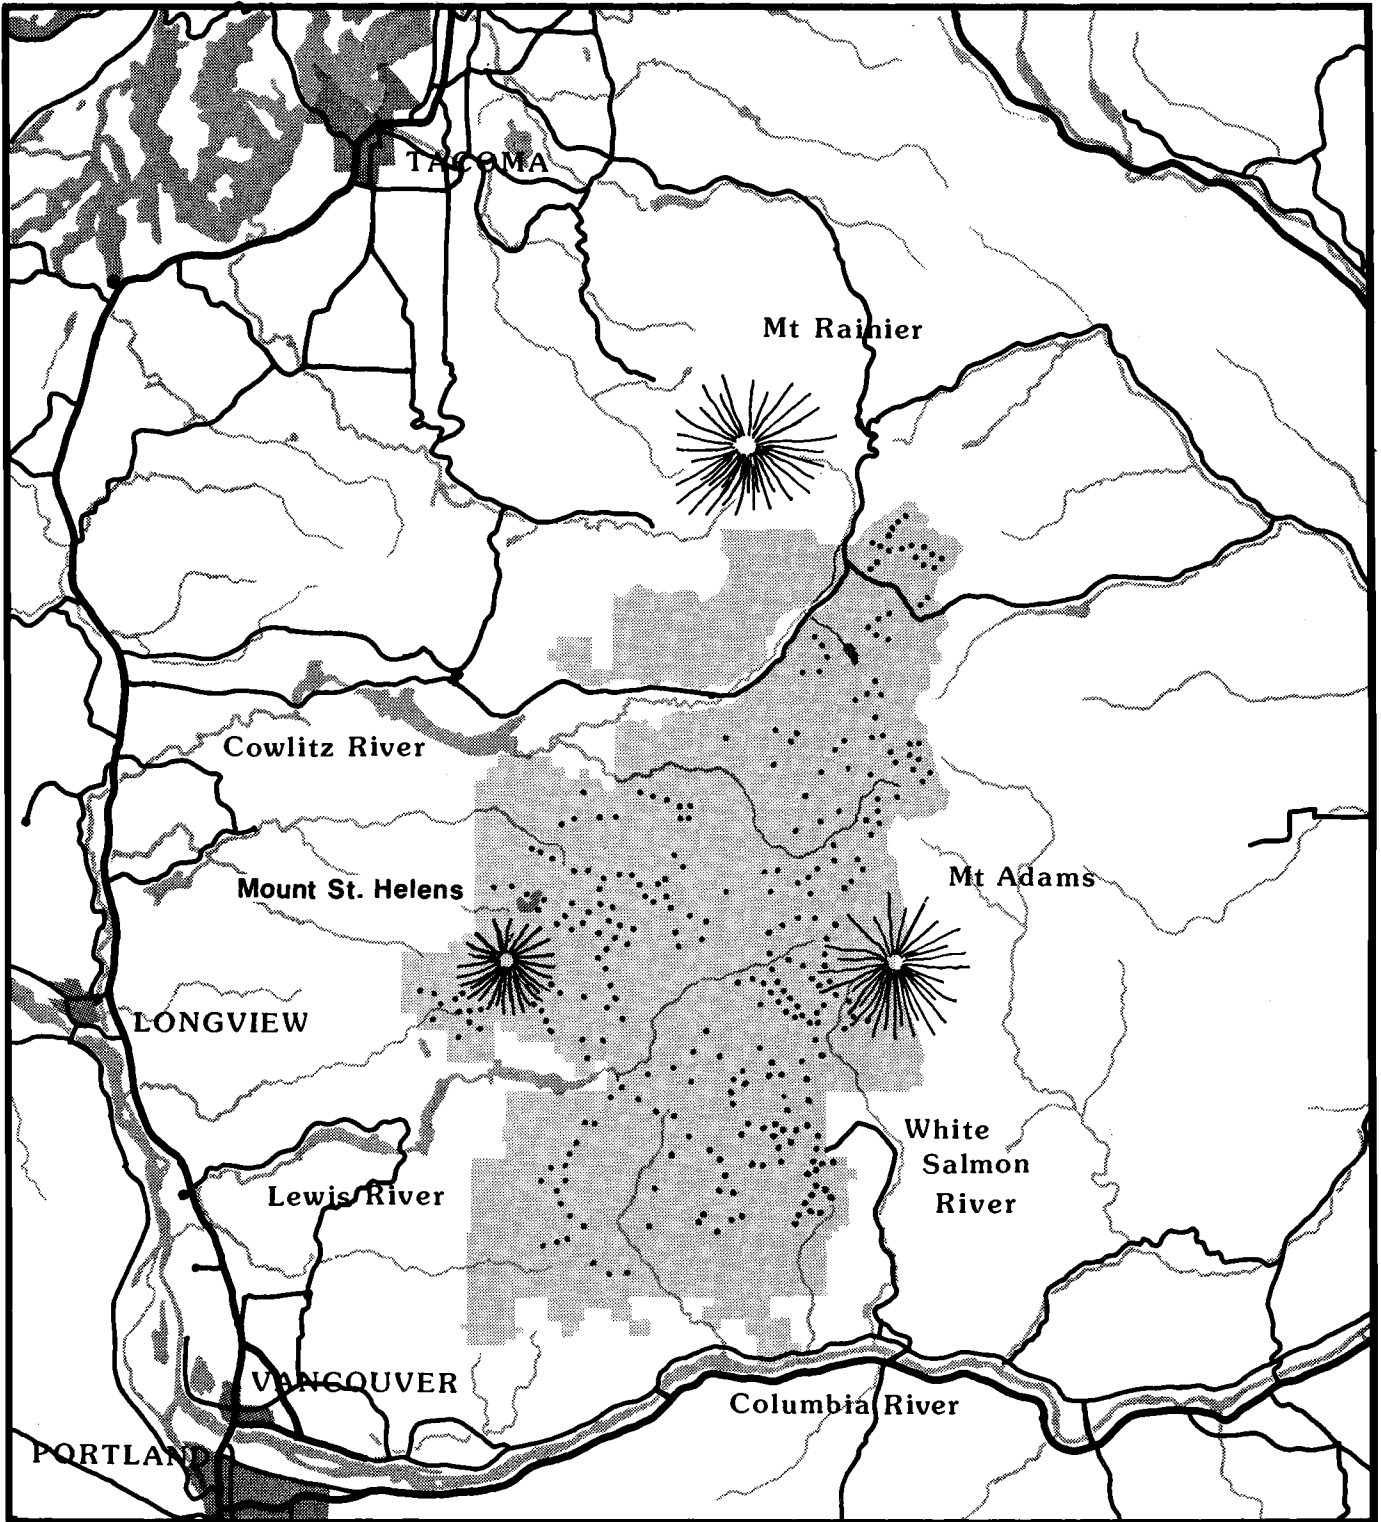 TACOMA
Mt Rainier
Cowlitz River
Mount St. Helens
Mt Adams
LONGVIEW
White
Salmon
River
Lewis River
VANCOUVER
Columbia River
PORTLAND